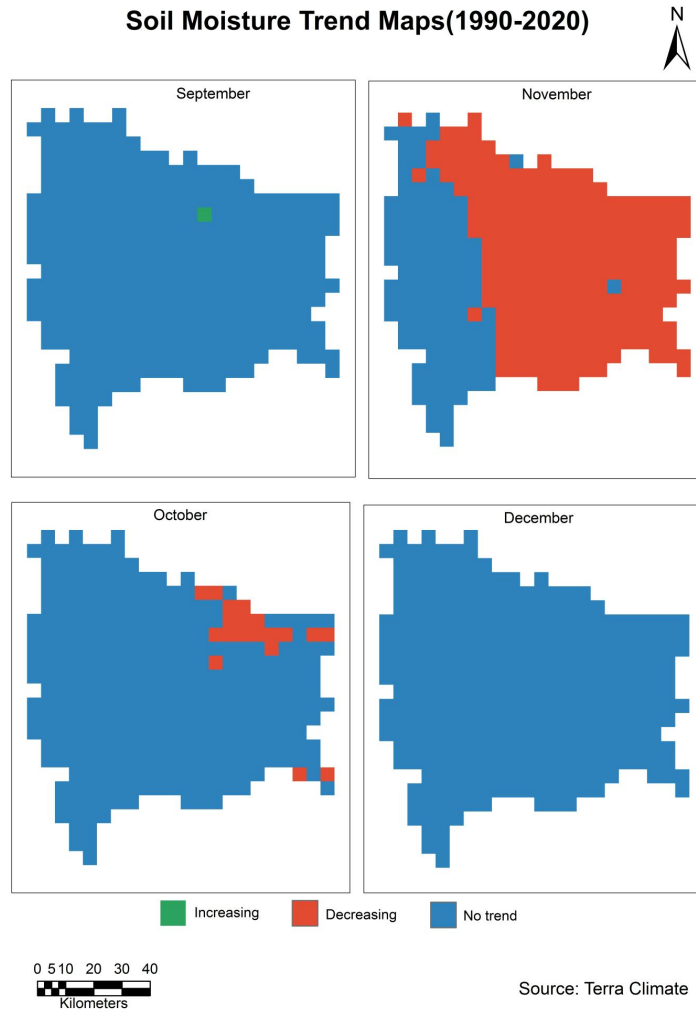 Soil Moisture Trend Maps(1990-2020)
N
September
November
October
December
Increasing
Decreasing
No trend
0 5 10 20 30 40
Kilometers
Source: Terra Climate